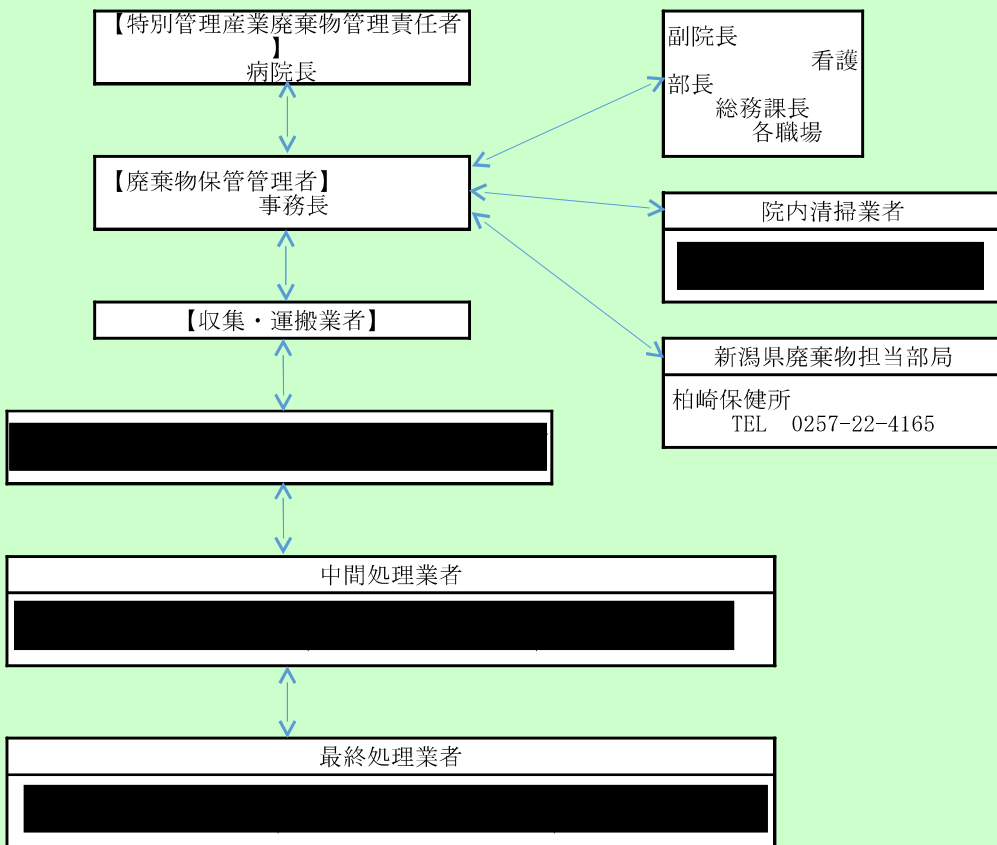 【特別管理産業廃棄物管理責任者
】
病院長
副院長
看護
部長
総務課長
各職場
【廃棄物保管管理者】
事務長
院内清掃業者
【収集・運搬業者】
新潟県廃棄物担当部局
柏崎保健所
TEL 0257-22-4165
中間処理業者
最終処理業者